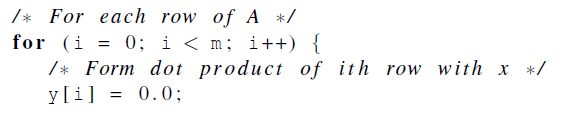 /* For each row of A */
for (i = 0; i < m; i++) {
/* Form dot product of ith row with x */
y[i] = 0.0;